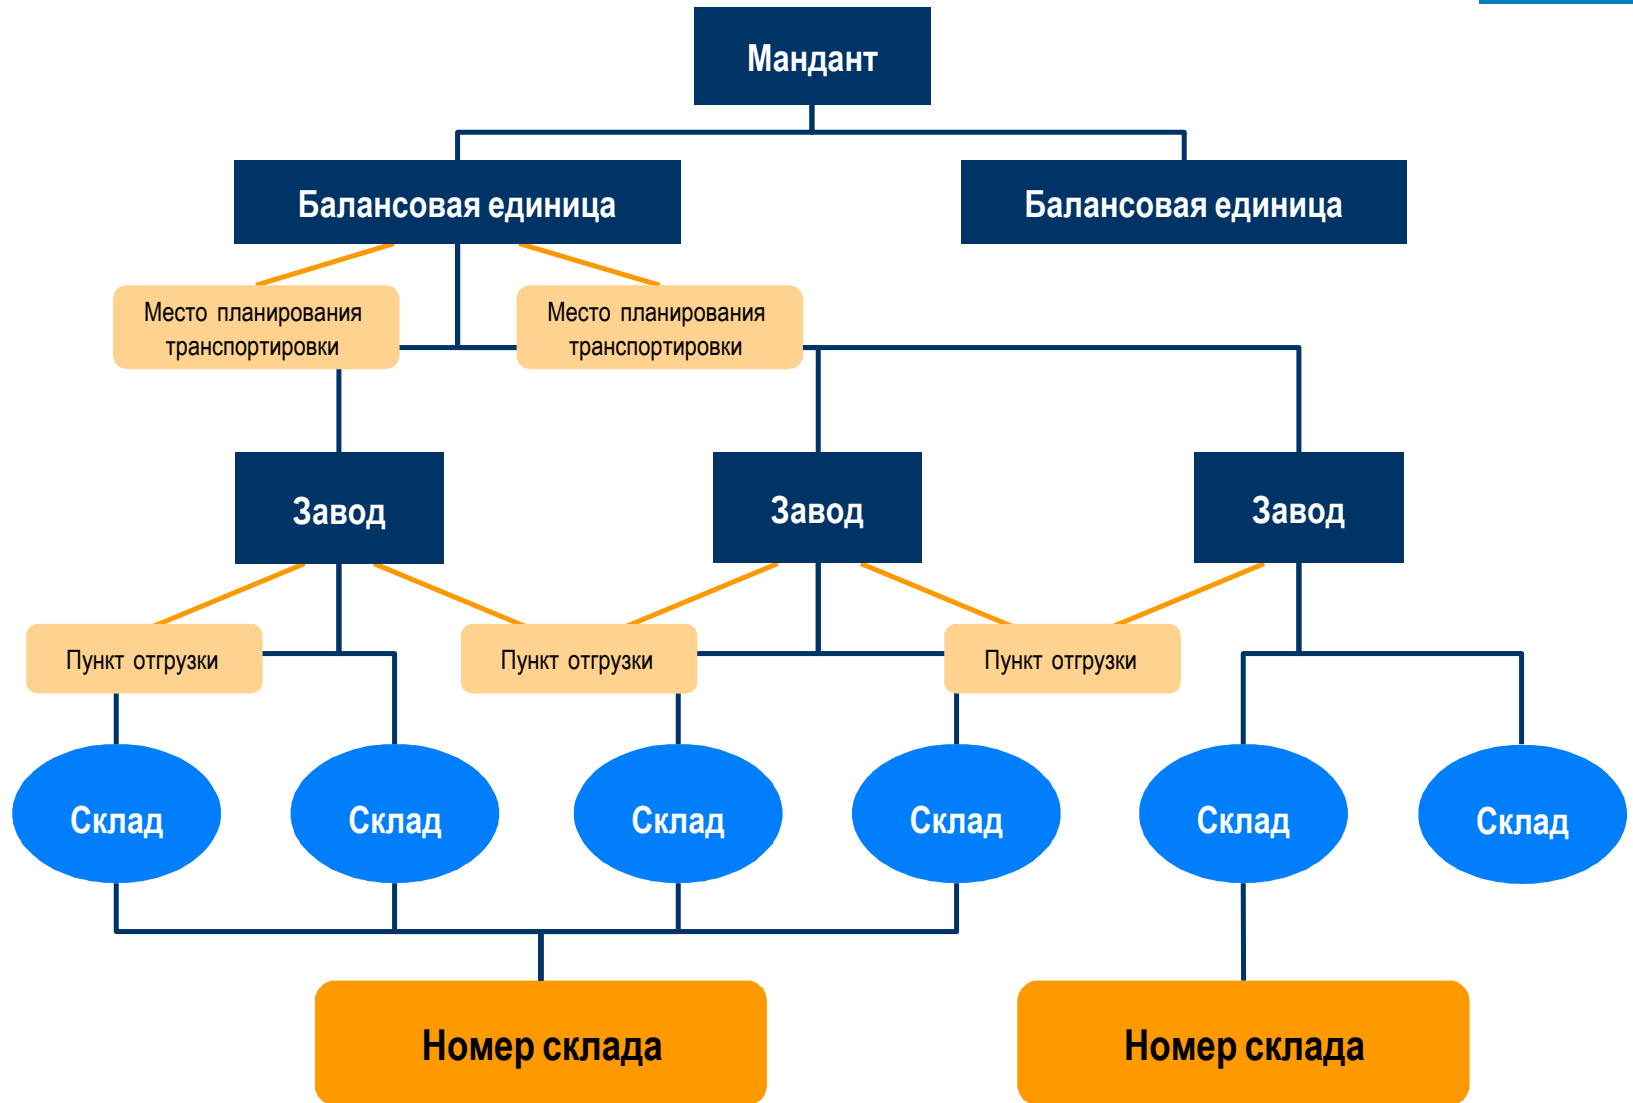 Мандант
Балансовая единица
Балансовая единица
Место планирования
транспортировки
Место планирования
транспортировки
Завод
Завод
Завод
Пункт отгрузки
Пункт отгрузки
Пункт отгрузки
Склад
Склад
Склад
Склад
Склад
Склад
Номер склада
Номер склада